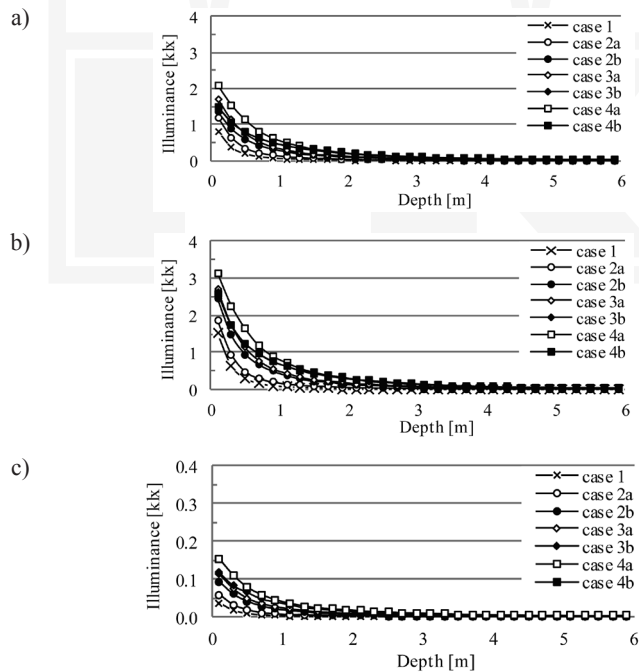 a)
Illuminance [klx]
4
3
2
1
0
0 1 2 3 4 5 6
Depth [m]
case 1
case 2a
case 2b
case 3a
case 3b
case 4a
case 4b
b)
Illuminance [klx]
4
3
2
1
0
0 1 2 3 4 5 6
Depth [m]
case 1
case 2a
case 2b
case 3a
case 3b
case 4a
case 4b
c)
Illuminance [klx]
0.4
0.3
0.2
0.1
0.0
0 1 2 3 4 5 6
Depth [m]
case 1
case 2a
case 2b
case 3a
case 3b
case 4a
case 4b